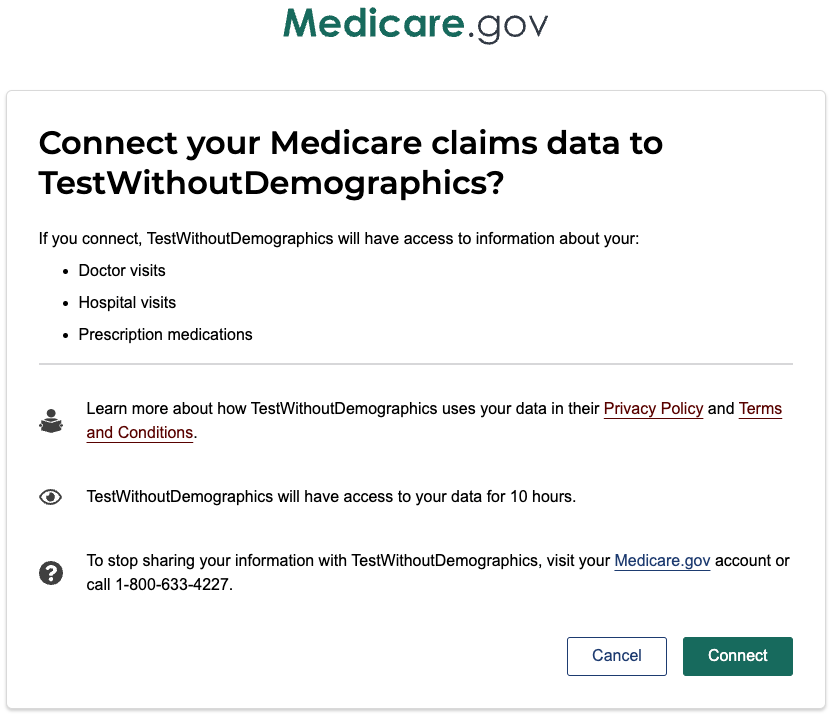 Medicare.gov
Connect your Medicare claims data to
TestWithoutDemographics?
If you connect, TestWithoutDemographics will have access to information about your:
• Doctor visits
• Hospital visits
• Prescription medications
Learn more about how TestWithoutDemographics uses your data in their Privacy Policy and Terms
and Conditions.
TestWithoutDemographics will have access to your data for 10 hours.
To stop sharing your information with TestWithoutDemographics, visit your Medicare.gov account or
call 1-800-633-4227.
Cancel
Connect